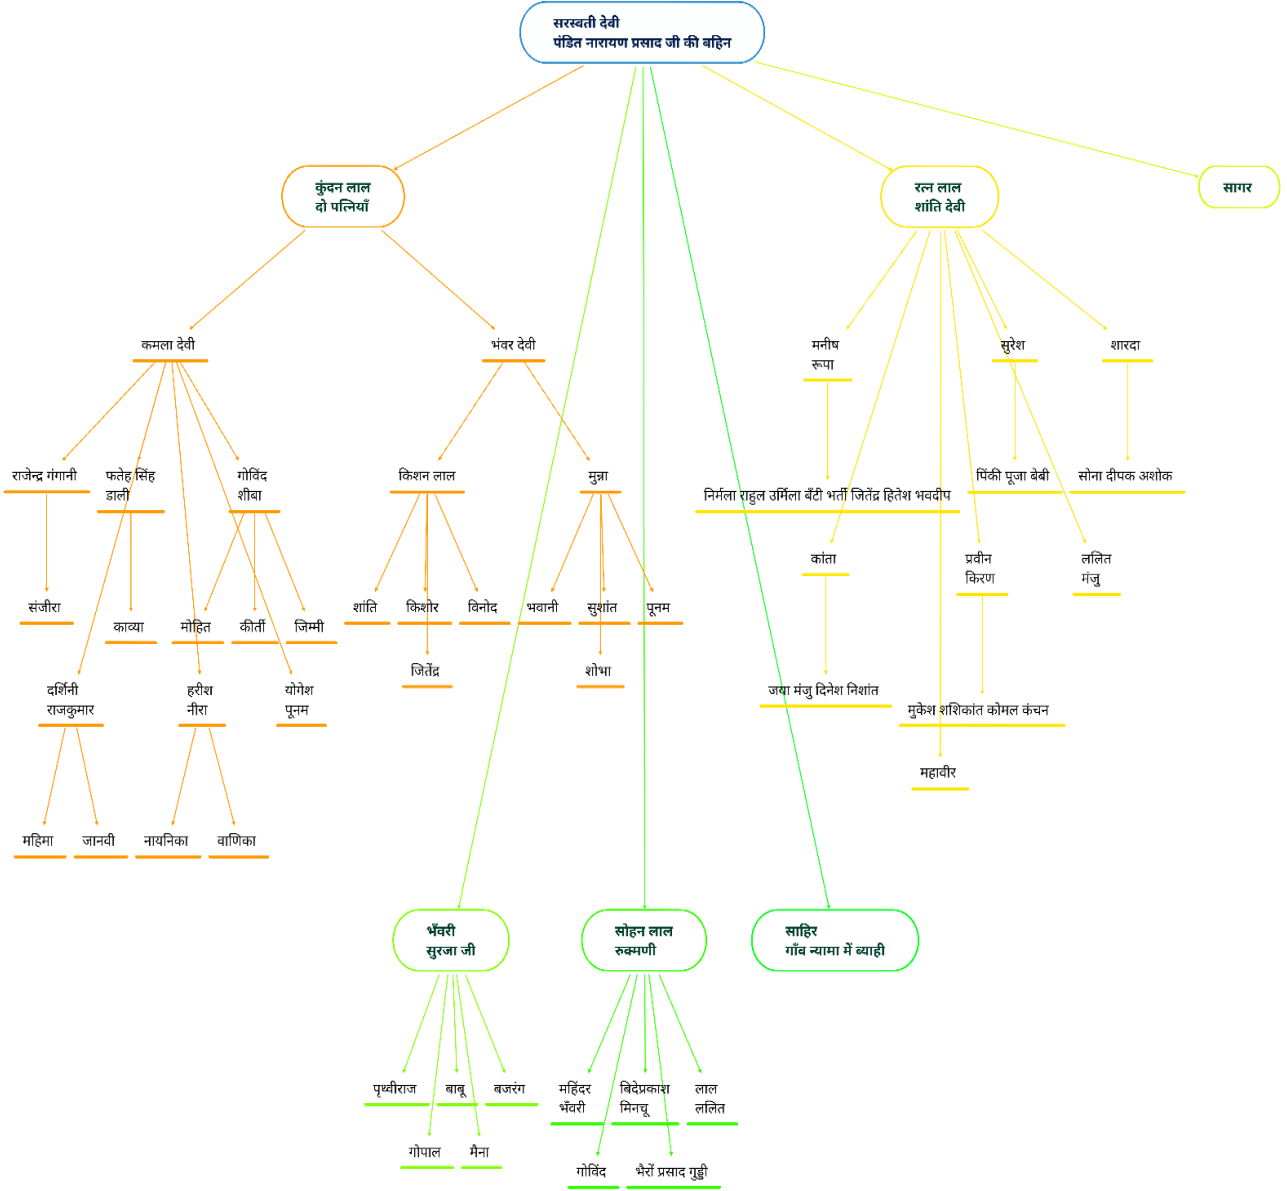 सरस्वती देवी
पंडित नारायण प्रसाद जी की बहिन
कुंदन लाल
दो पत्नियाँ
रत्न लाल
शांति देवी
सागर
कमला देवी
भंवर देवी
मनीष
रूपा
सुरेश
शारदा
राजेन्द्र गंगानी
फतेह सिंह
डाली
गोविंद
शीबा
किशन लाल
मुन्ना
निर्मला राहुल उर्मिला बँटी भर्ती जितेंद्र हितेश भवदीप
पिंकी पूजा बेबी
सोना दीपक अशोक
कांता
प्रवीन
किरण
ललित
मंजु
संजीरा
काव्या
मोहित
कीर्ती
जिम्मी
शांति
किशोर
विनोद
भवानी
सुशांत
पूनम
जितेंद्र
शोभा
दर्शिनी
राजकुमार
हरीश
नीरा
योगेश
पूनम
जया मंजु दिनेश निशांत
मुकेश शशिकांत कोमल कंचन
महावीर
महिमा
जानवी
नायनिका
वाणिका
भँवरी
सुरजा जी
सोहन लाल
रुक्मणी
साहिर
गाँव न्यामा में ब्याही
पृथ्वीराज
बाबू
बजरंग
महिंदर
भँवरी
बिदेप्रकाश
मिनचू
लाल
ललित
गोपाल
मैना
गोविंद
भैरों प्रसाद गुड्डी